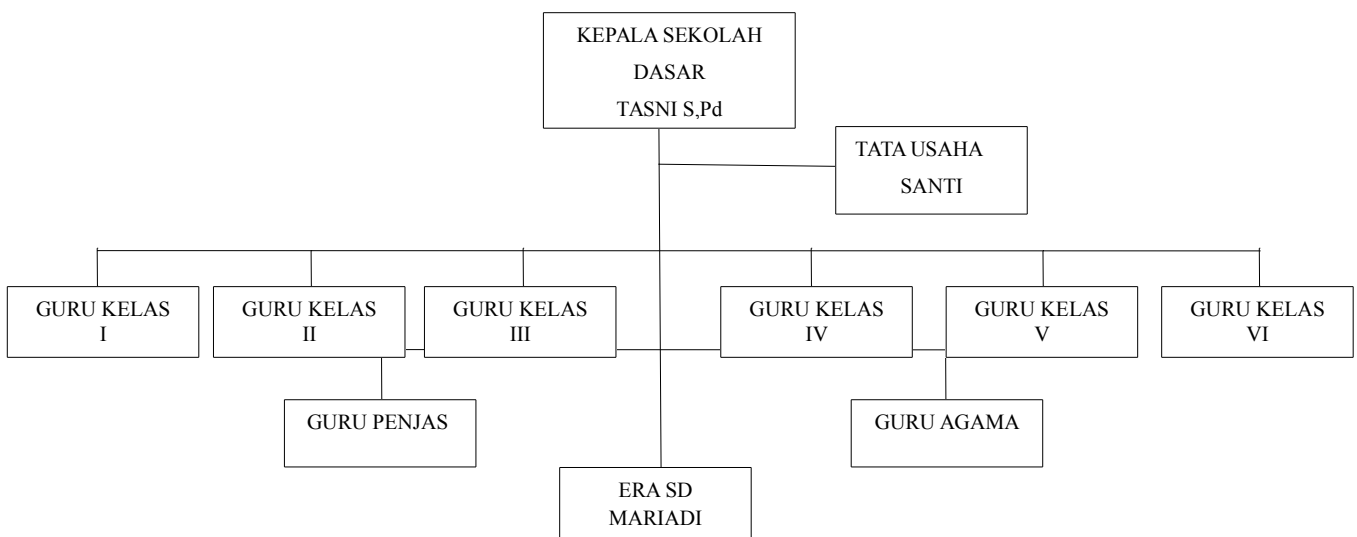 KEPALA SEKOLAH
DASAR
TASNI S,Pd
TATA USAHA
SANTI
GURU KELAS
I
GURU KELAS
II
GURU KELAS
III
GURU KELAS
IV
GURU KELAS
V
GURU KELAS
VI
GURU PENJAS
GURU AGAMA
ERA SD
MARIADI